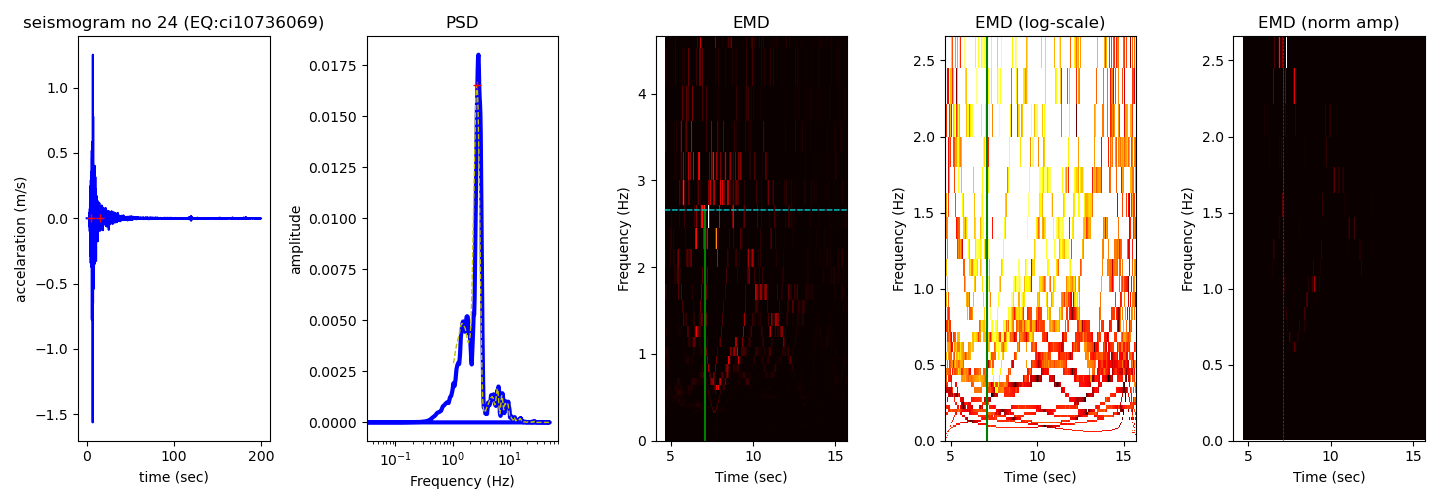 seismogram no 24 (EQ:ci10736069)
accelaration (m/s)
1.0
0.5
0.0
−0.5
−1.0
−1.5
0 100 200
time (sec)
PSD
amplitude
0.0175
0.0150
0.0125
0.0100
0.0075
0.0050
0.0025
0.0000
10⁻¹ 10⁰ 10¹
Frequency (Hz)
EMD
Frequency (Hz)
4
3
2
1
0
5 10 15
Time (sec)
EMD (log-scale)
Frequency (Hz)
2.5
2.0
1.5
1.0
0.5
0.0
5 10 15
Time (sec)
EMD (norm amp)
Frequency (Hz)
2.5
2.0
1.5
1.0
0.5
0.0
5 10 15
Time (sec)